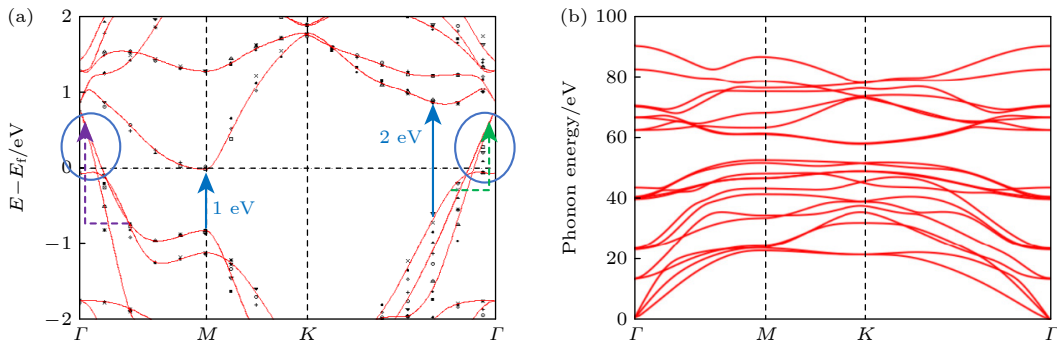 (a)
E−Ef/eV
2
1
0
−1
−2
1 eV
2 eV
Γ
M
K
Γ
(b)
Phonon energy/eV
100
80
60
40
20
0
Γ
M
K
Γ